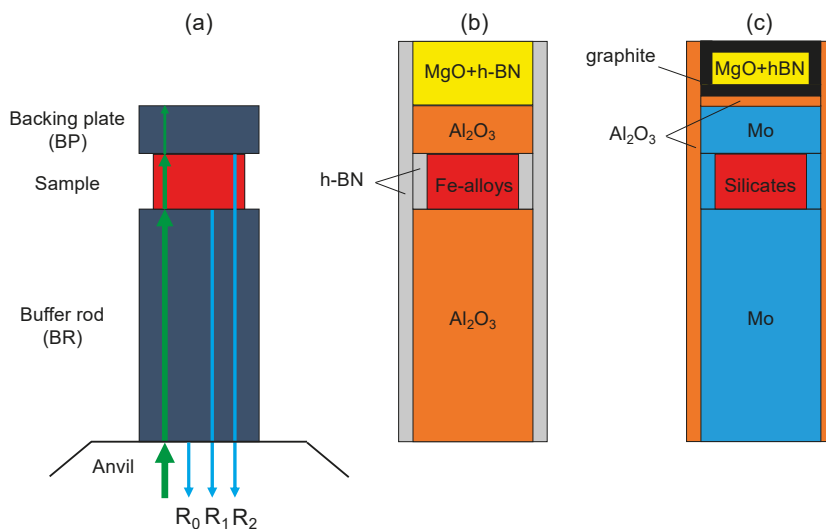 (a)
Backing plate
(BP)
Sample
Buffer rod
(BR)
Anvil
R₀ R₁ R₂
(b)
MgO+h-BN
Al₂O₃
h-BN
Fe-alloys
Al₂O₃
(c)
graphite
MgO+hBN
Al₂O₃
Mo
Silicates
Mo